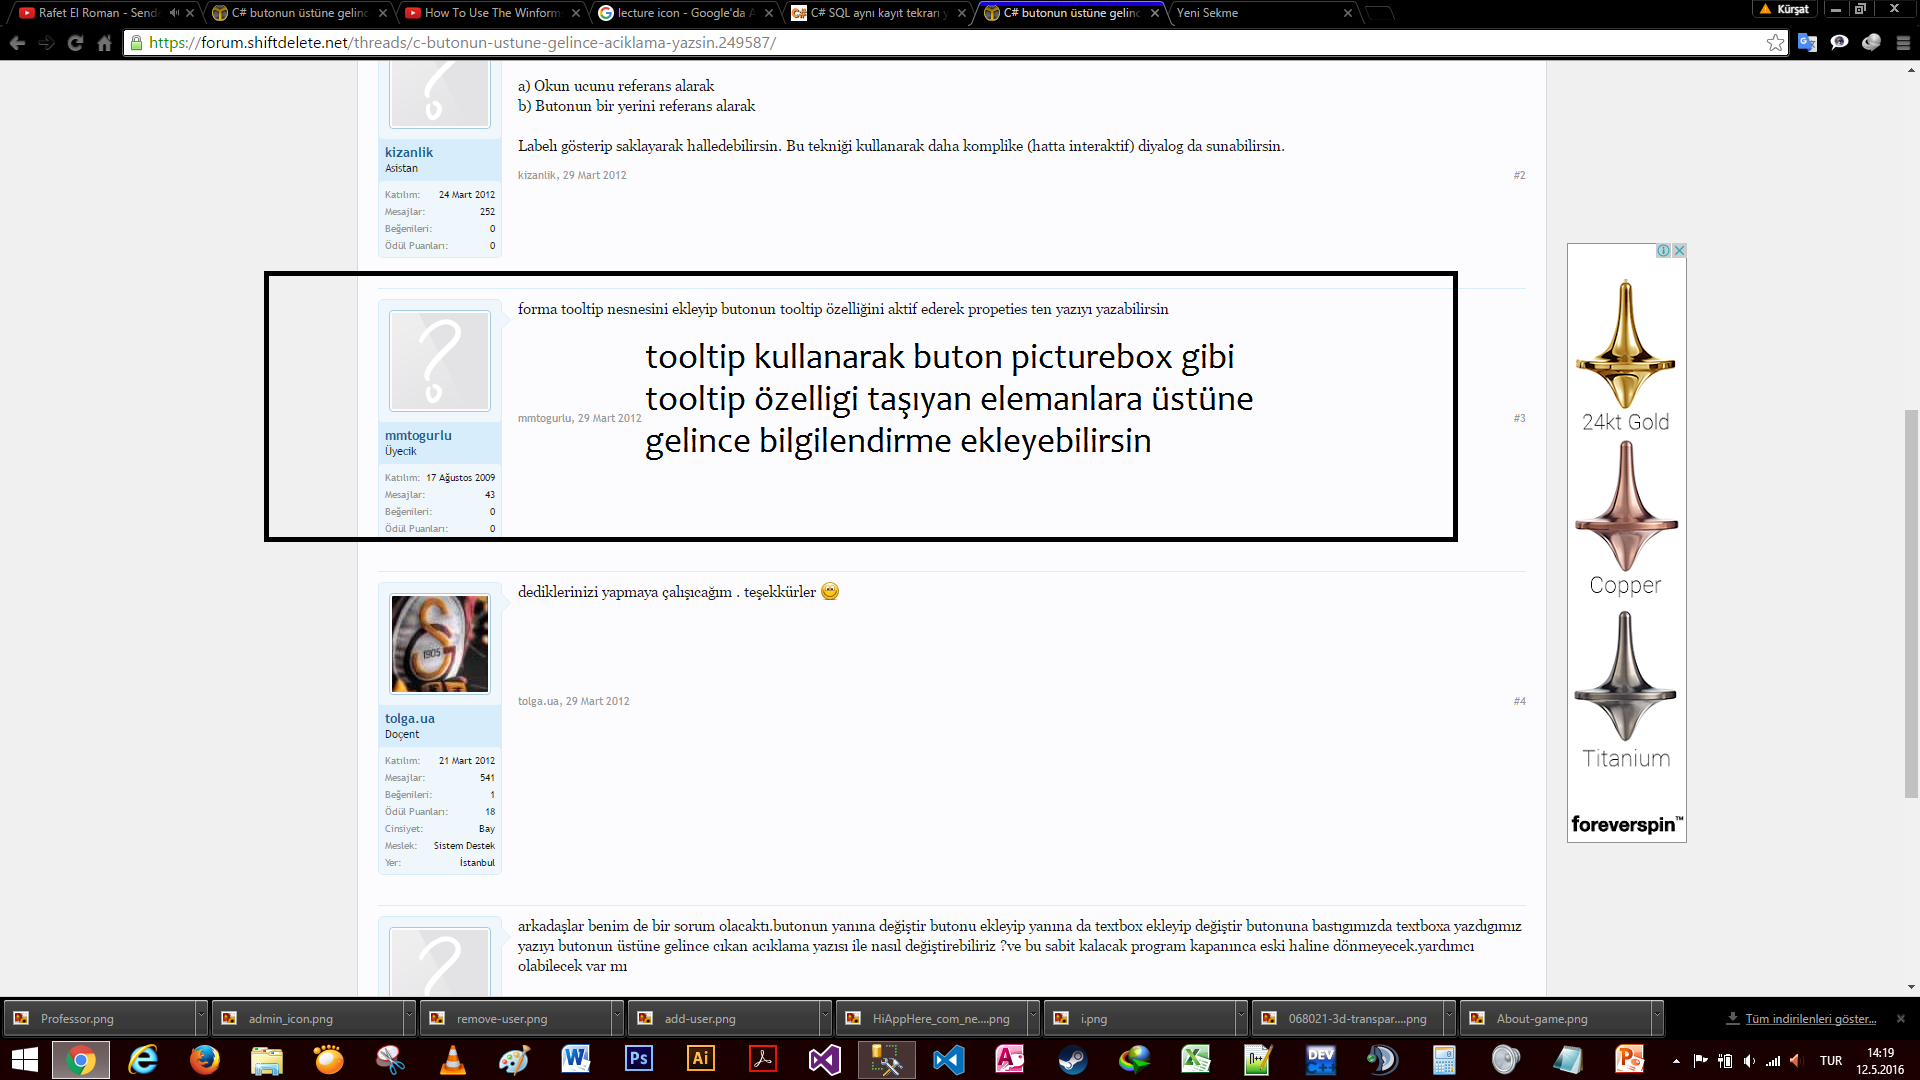 Rafet El Roman - Sende
C# butonun üstüne gelinc
How To Use The Winform
lecture icon - Google'da A
C# SQL aynı kayıt tekrarı
C# butonun üstüne gelinc
Yeni Sekme
Kürşat
https://forum.shiftdelete.net/threads/c-butonun-ustune-gelince-aciklama-yazsin.249587/
a) Okun ucunu referans alarak
b) Butonun bir yerini referans alarak
Labelı gösterip saklayarak halledebilirsin. Bu tekniği kullanarak daha komplike (hatta interaktif) diyalog da sunabilirsin.
kizanlik, 29 Mart 2012
#2
kizanlik
Asistan
Katılım: 24 Mart 2012
Mesajlar: 252
Beğenileri: 0
Ödül Puanları: 0
forma tooltip nesnesini ekleyip butonun tooltip özelliğini aktif ederek propeties ten yazıyı yazabilirsin
tooltip kullanarak buton picturebox gibi
tooltip özelligi taşıyan elemanlara üstüne
gelince bilgilendirme ekleyebilirsin
mmtogurlu, 29 Mart 2012
#3
mmtogurlu
Üyecik
Katılım: 17 Ağustos 2009
Mesajlar: 43
Beğenileri: 0
Ödül Puanları: 0
dediklerinizi yapmaya çalışıcağım . teşekkürler
1905
tolga.ua, 29 Mart 2012
#4
tolga.ua
Doçent
Katılım: 21 Mart 2012
Mesajlar: 541
Beğenileri: 1
Ödül Puanları: 18
Cinsiyet: Bay
Meslek: Sistem Destek
Yer: İstanbul
arkadaşlar benim de bir sorum olacaktı.butonun yanına değiştir butonu ekleyip yanına da textbox ekleyip değiştir butonuna bastıgımızda textboxa yazdıgımız
yazıyı butonun üstüne gelince cıkan acıklama yazısı ile nasıl değiştirebiliriz ?ve bu sabit kalacak program kapanınca eski haline dönmeyecek.yardımcı
olabilecek var mı
24kt Gold
Copper
Titanium
foreverspin™
Professor.png
admin_icon.png
remove-user.png
add-user.png
HiAppHere_com_ne....png
i.png
068021-3d-transpar....png
About-game.png
Tüm indirilenleri göster...
Ps
Ai
DEV
TUR
14:19
12.5.2016